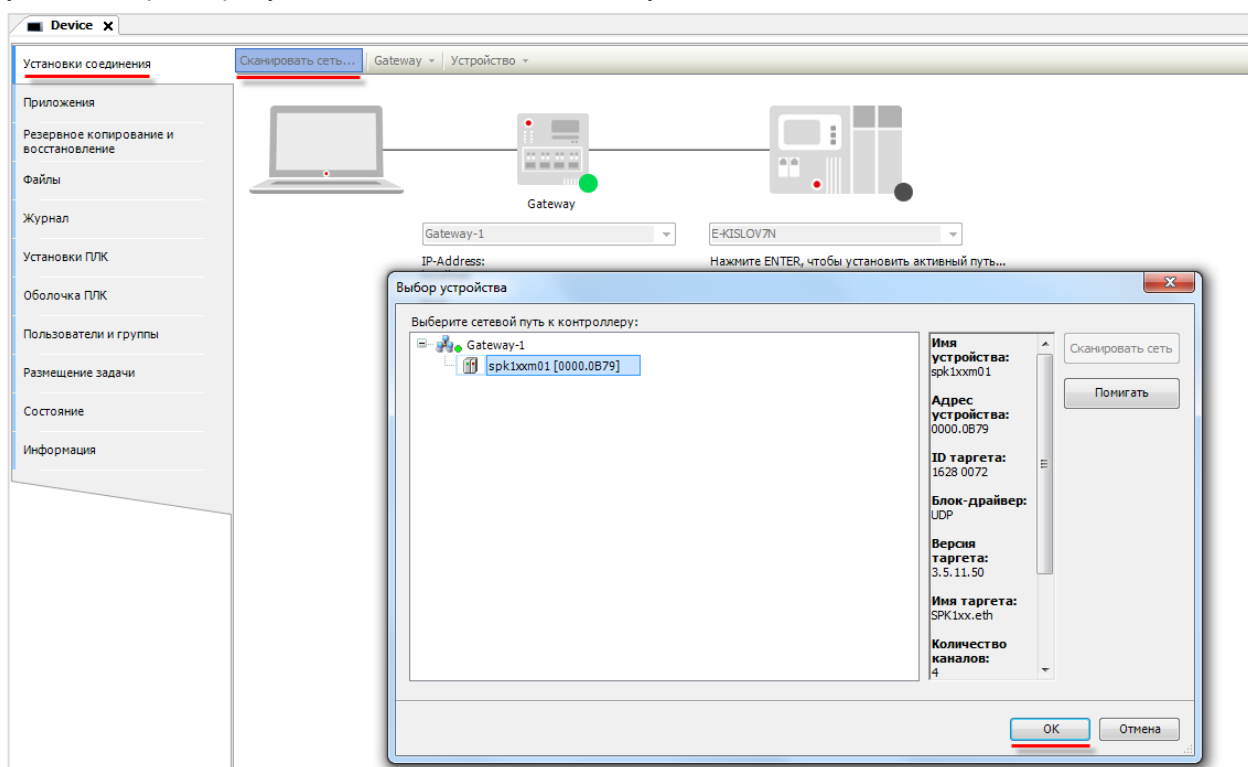 Device
Установки соединения
Сканировать сеть... Gateway Устройство
Приложения
Резервное копирование и
восстановление
Файлы
Журнал
Установки ПЛК
Оболочка ПЛК
Пользователи и группы
Размещение задачи
Состояние
Информация
Gateway
Gateway-1
E-KISLOV7N
IP-Address:
Нажмите ENTER, чтобы установить активный путь...
Выбор устройства
Выберите сетевой путь к контроллеру:
Gateway-1
spk1xxm01 [0000.0B79]
Имя
устройства:
spk1xxm01
Адрес
устройства:
0000.0B79
ID таргета:
1628 0072
Блок-драйвер:
UDP
Версия
таргета:
3.5.11.50
Имя таргета:
SPK1xx.eth
Количество
каналов:
4
Сканировать сеть
Помигать
OK
Отмена